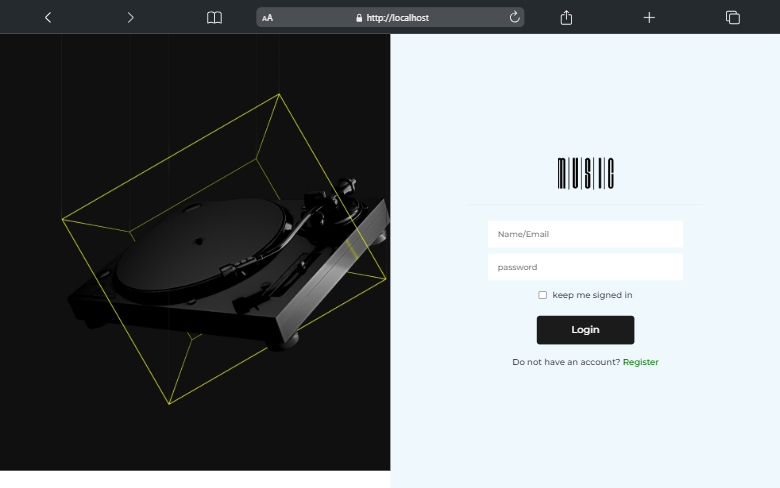 AA
http://localhost
MUSIC
Name/Email
password
keep me signed in
Login
Do not have an account? Register